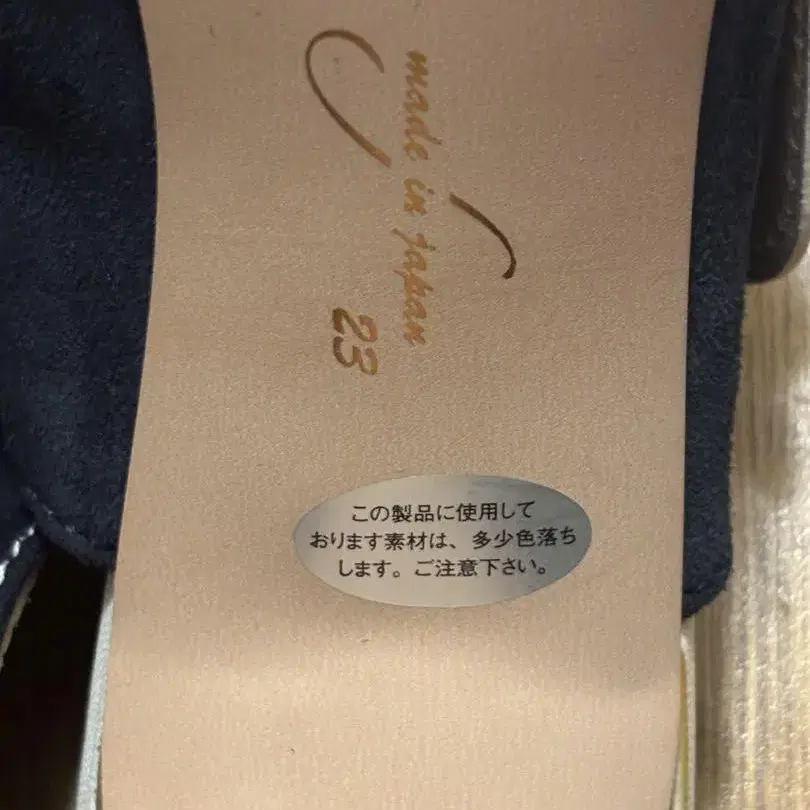 made in japan
23
この製品に使用して
おります素材は、多少色落ち
します。ご注意下さい。